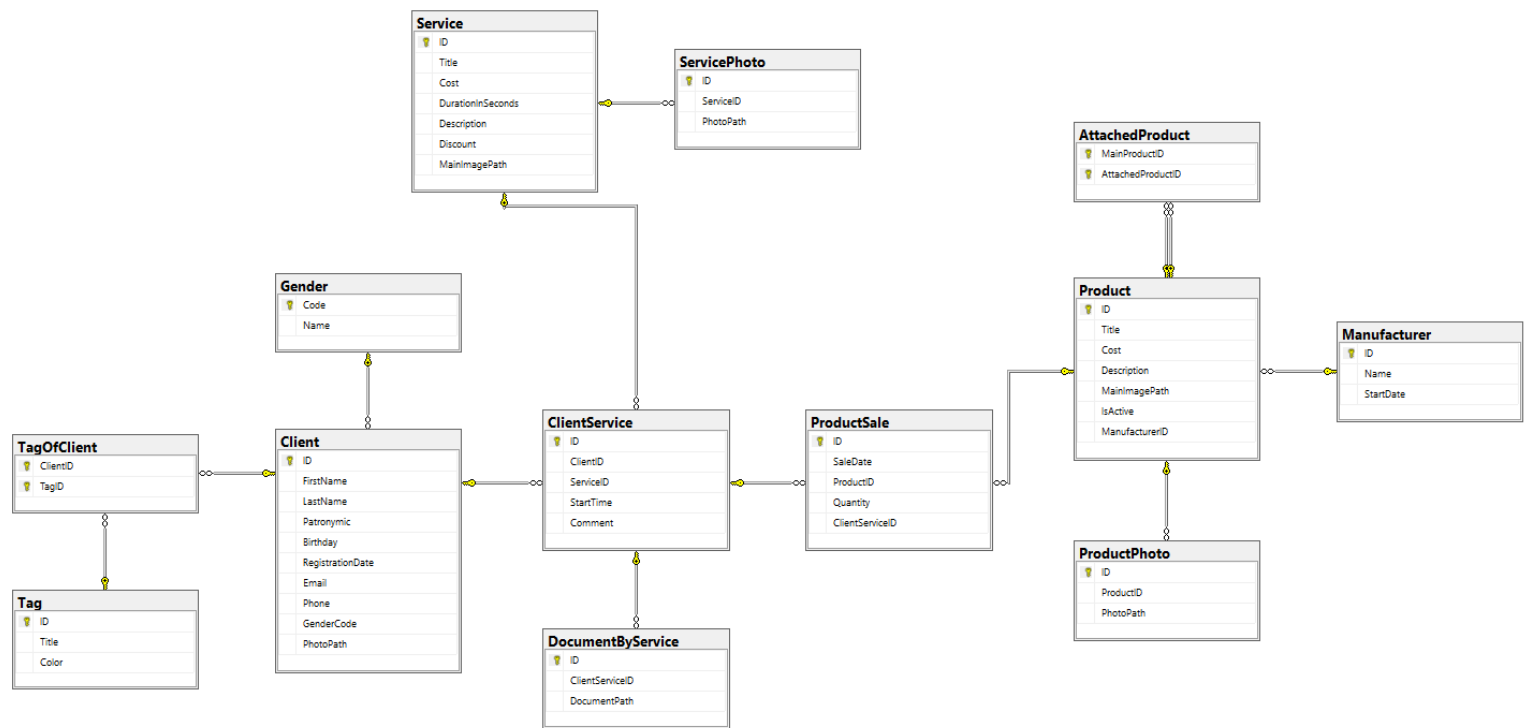 Service
ID
Title
Cost
DurationInSeconds
Description
Discount
MainImagePath
ServicePhoto
ID
ServiceID
PhotoPath
AttachedProduct
MainProductID
AttachedProductID
Gender
Code
Name
Product
ID
Title
Cost
Description
MainImagePath
IsActive
ManufacturerID
Manufacturer
ID
Name
StartDate
TagOfClient
ClientID
TagID
Client
ID
FirstName
LastName
Patronymic
Birthday
RegistrationDate
Email
Phone
GenderCode
PhotoPath
ClientService
ID
ClientID
ServiceID
StartTime
Comment
ProductSale
ID
SaleDate
ProductID
Quantity
ClientServiceID
ProductPhoto
ID
ProductID
PhotoPath
Tag
ID
Title
Color
DocumentByService
ID
ClientServiceID
DocumentPath